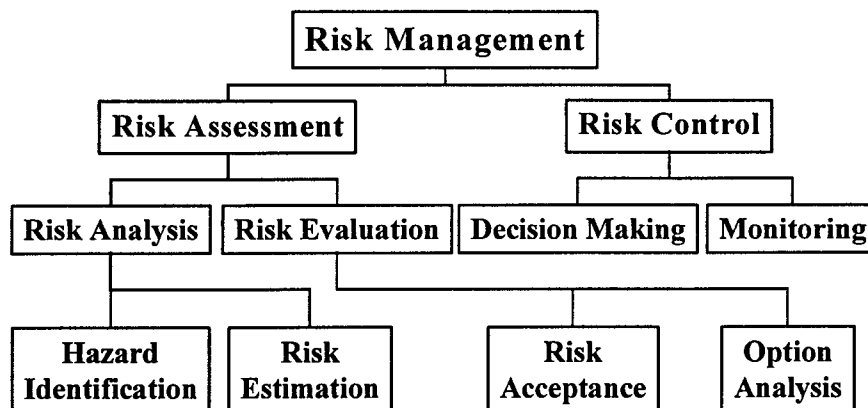 Risk Management
Risk Assessment
Risk Control
Risk Analysis
Risk Evaluation
Decision Making
Monitoring
Hazard
Identification
Risk
Estimation
Risk
Acceptance
Option
Analysis